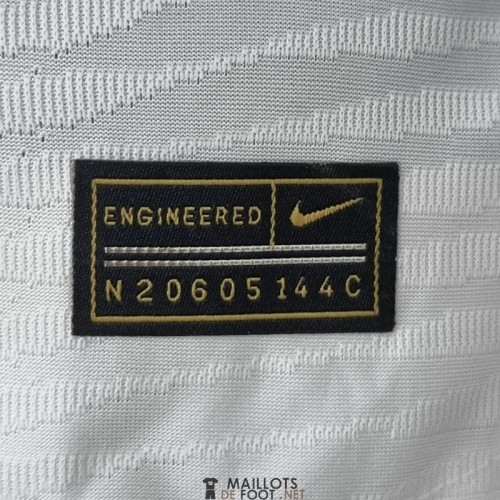 ENGINEERED
N20605144C
MAILLOTS
DE FOOT.NET